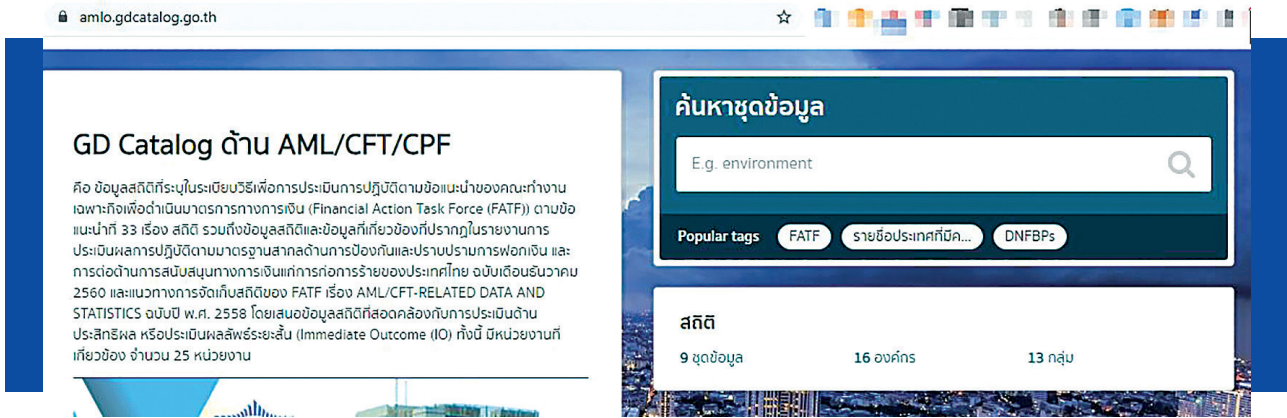 amlo.gdcatalog.go.th
GD Catalog ด้าน AML/CFT/CPF
คือ ข้อมูลสถิติที่ระบุในระเบียบวิธีเพื่อการประเมินการปฏิบัติตามข้อแนะนำของคณะทำงาน
เฉพาะกิจเพื่อดำเนินมาตรการทางการเงิน (Financial Action Task Force (FATF)) ตามข้อ
แนะนำที่ 33 เรื่อง สถิติ รวมถึงข้อมูลสถิติและข้อมูลที่เกี่ยวข้องที่ปรากฏในรายงานการ
ประเมินผลการปฏิบัติตามมาตรฐานสากลด้านการป้องกันและปราบปรามการฟอกเงิน และ
การต่อต้านการสนับสนุนทางการเงินแก่การก่อการร้ายของประเทศไทย ฉบับเดือนธันวาคม
2560 และแนวทางการจัดเก็บสถิติของ FATF เรื่อง AML/CFT-RELATED DATA AND
STATISTICS ฉบับปี พ.ศ. 2558 โดยเสนอข้อมูลสถิติที่สอดคล้องกับการประเมินด้าน
ประสิทธิผล หรือประเมินผลลัพธ์ระยะสั้น (Immediate Outcome (IO) ทั้งนี้ มีหน่วยงานที่
เกี่ยวข้อง จำนวน 25 หน่วยงาน
ค้นหาชุดข้อมูล
E.g. environment
Popular tags FATF รายชื่อประเทศที่มีค... DNFBPs
สถิติ
9 ชุดข้อมูล 16 องค์กร 13 กลุ่ม